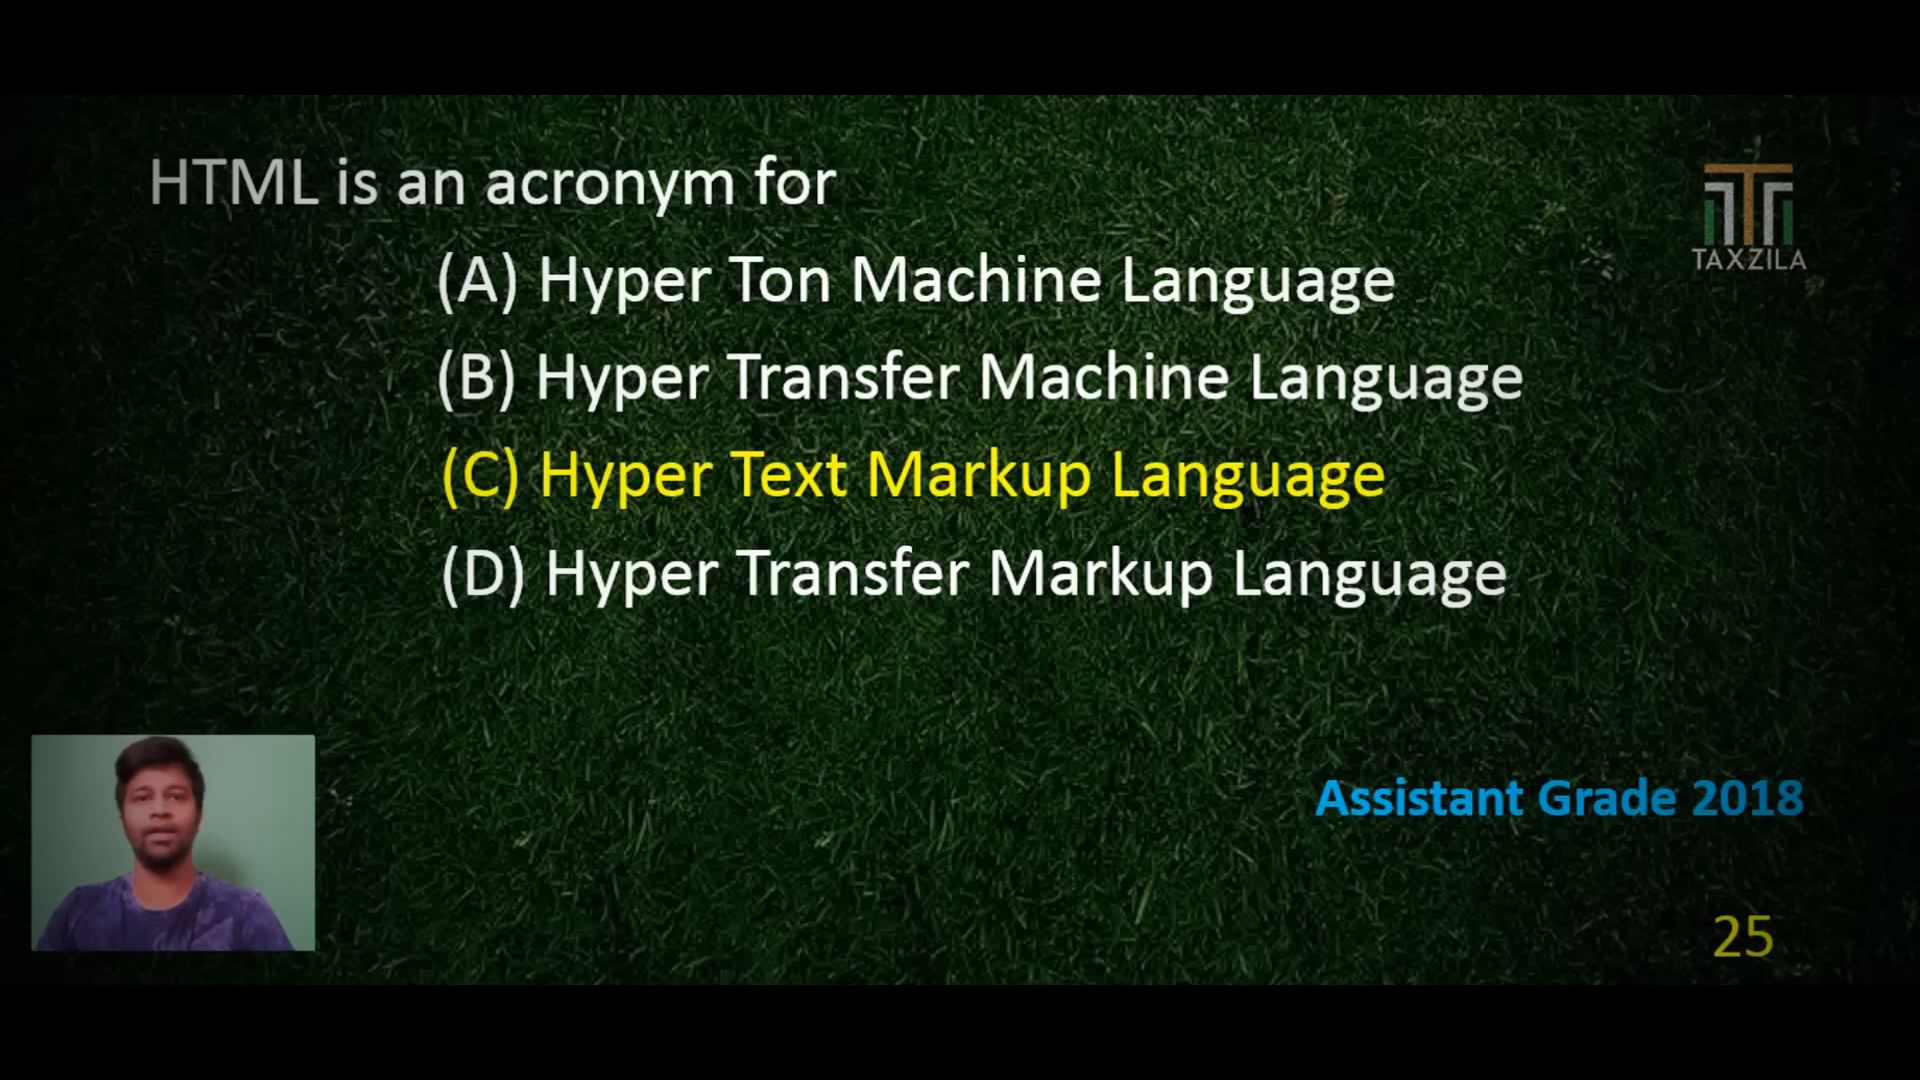 HTML is an acronym for
(A) Hyper Ton Machine Language
(B) Hyper Transfer Machine Language
(C) Hyper Text Markup Language
(D) Hyper Transfer Markup Language
TAXZILA
Assistant Grade 2018
25